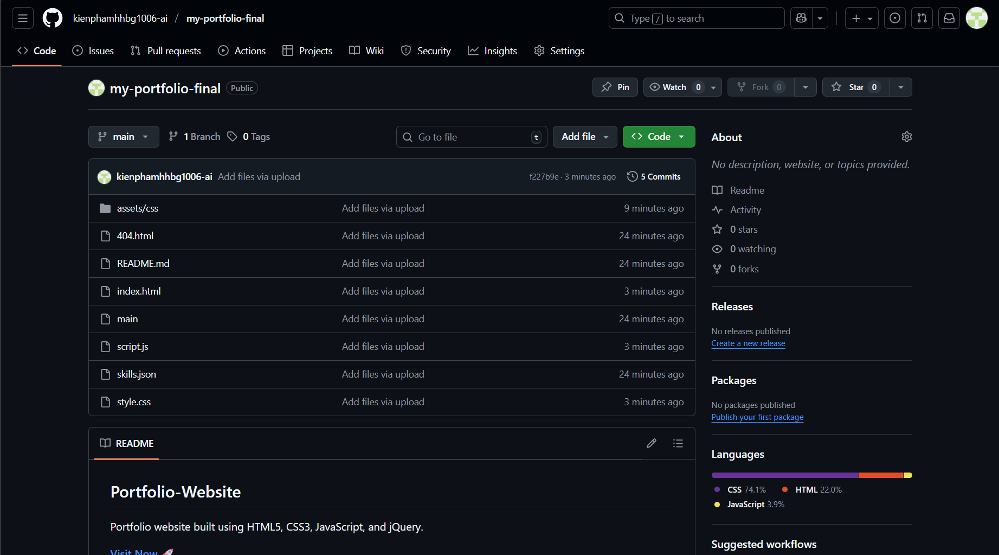 kienphamhhbg1006-ai / my-portfolio-final
Type / to search
Code Issues Pull requests Actions Projects Wiki Security Insights Settings
my-portfolio-final Public
Pin Watch 0 Fork 0 Star 0
main 1 Branch 0 Tags Go to file t Add file Code
kienphamhhbg1006-ai Add files via upload f227b9e · 3 minutes ago 5 Commits
assets/css Add files via upload 9 minutes ago
404.html Add files via upload 24 minutes ago
README.md Add files via upload 24 minutes ago
index.html Add files via upload 3 minutes ago
main Add files via upload 24 minutes ago
script.js Add files via upload 3 minutes ago
skills.json Add files via upload 24 minutes ago
style.css Add files via upload 3 minutes ago
README
Portfolio-Website
Portfolio website built using HTML5, CSS3, JavaScript, and jQuery.
Visit Now 🚀
About
No description, website, or topics provided.
Readme
Activity
0 stars
0 watching
0 forks
Releases
No releases published
Create a new release
Packages
No packages published
Publish your first package
Languages
CSS 74.1% HTML 22.0%
JavaScript 3.9%
Suggested workflows